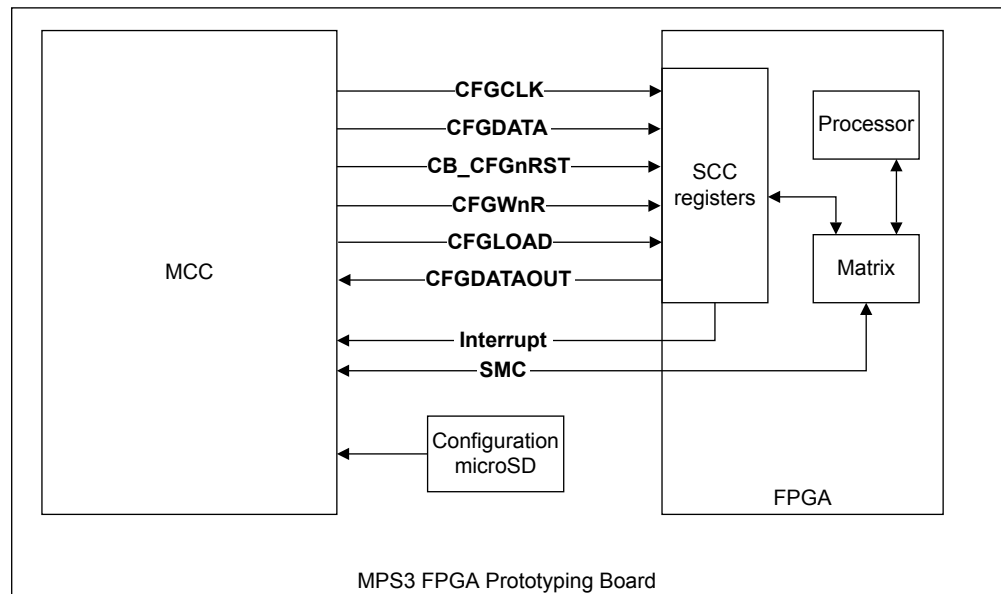 CFGCLK
CFGDATA
CB_CFGnRST
CFGWnR
CFGLOAD
CFGDATAOUT
Interrupt
SMC
MCC
SCC
registers
Processor
Matrix
Configuration
microSD
FPGA
MPS3 FPGA Prototyping Board